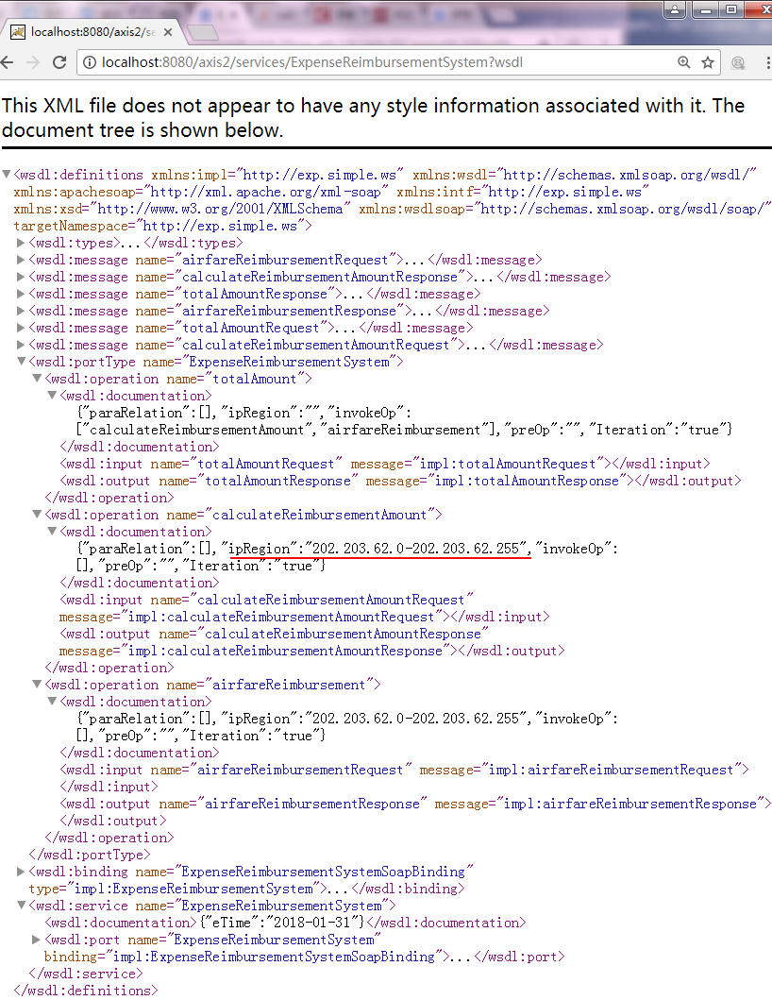 localhost:8080/axis2/se
localhost:8080/axis2/services/ExpenseReimbursementSystem?wsdl
This XML file does not appear to have any style information associated with it. The
document tree is shown below.
<wsdl:definitions xmlns:impl="http://exp.simple.ws" xmlns:wsdl="http://schemas.xmlsoap.org/wsdl/"
xmlns:apachesoap="http://xml.apache.org/xml-soap" xmlns:intf="http://exp.simple.ws"
xmlns:xsd="http://www.w3.org/2001/XMLSchema" xmlns:wsdlsoap="http://schemas.xmlsoap.org/wsdl/soap/"
targetNamespace="http://exp.simple.ws">
<wsdl:types>...</wsdl:types>
<wsdl:message name="airfareReimbursementRequest">...</wsdl:message>
<wsdl:message name="calculateReimbursementAmountResponse">...</wsdl:message>
<wsdl:message name="totalAmountResponse">...</wsdl:message>
<wsdl:message name="airfareReimbursementResponse">...</wsdl:message>
<wsdl:message name="totalAmountRequest">...</wsdl:message>
<wsdl:message name="calculateReimbursementAmountRequest">...</wsdl:message>
<wsdl:portType name="ExpenseReimbursementSystem">
<wsdl:operation name="totalAmount">
<wsdl:documentation>
{"paraRelation":[],"ipRegion":"","invokeOp":
["calculateReimbursementAmount","airfareReimbursement"],"preOp":"","Iteration":"true"}
</wsdl:documentation>
<wsdl:input name="totalAmountRequest" message="impl:totalAmountRequest"></wsdl:input>
<wsdl:output name="totalAmountResponse" message="impl:totalAmountResponse"></wsdl:output>
</wsdl:operation>
<wsdl:operation name="calculateReimbursementAmount">
<wsdl:documentation>
{"paraRelation":[],"ipRegion":"202.203.62.0-202.203.62.255","invokeOp":
[],"preOp":"","Iteration":"true"}
</wsdl:documentation>
<wsdl:input name="calculateReimbursementAmountRequest"
message="impl:calculateReimbursementAmountRequest"></wsdl:input>
<wsdl:output name="calculateReimbursementAmountResponse"
message="impl:calculateReimbursementAmountResponse"></wsdl:output>
</wsdl:operation>
<wsdl:operation name="airfareReimbursement">
<wsdl:documentation>
{"paraRelation":[],"ipRegion":"202.203.62.0-202.203.62.255","invokeOp":
[],"preOp":"","Iteration":"true"}
</wsdl:documentation>
<wsdl:input name="airfareReimbursementRequest" message="impl:airfareReimbursementRequest">
</wsdl:input>
<wsdl:output name="airfareReimbursementResponse" message="impl:airfareReimbursementResponse">
</wsdl:output>
</wsdl:operation>
</wsdl:portType>
<wsdl:binding name="ExpenseReimbursementSystemSoapBinding"
type="impl:ExpenseReimbursementSystem">...</wsdl:binding>
<wsdl:service name="ExpenseReimbursementSystem">
<wsdl:documentation>{"eTime":"2018-01-31"}</wsdl:documentation>
<wsdl:port name="ExpenseReimbursementSystem"
binding="impl:ExpenseReimbursementSystemSoapBinding">...</wsdl:port>
</wsdl:service>
</wsdl:definitions>